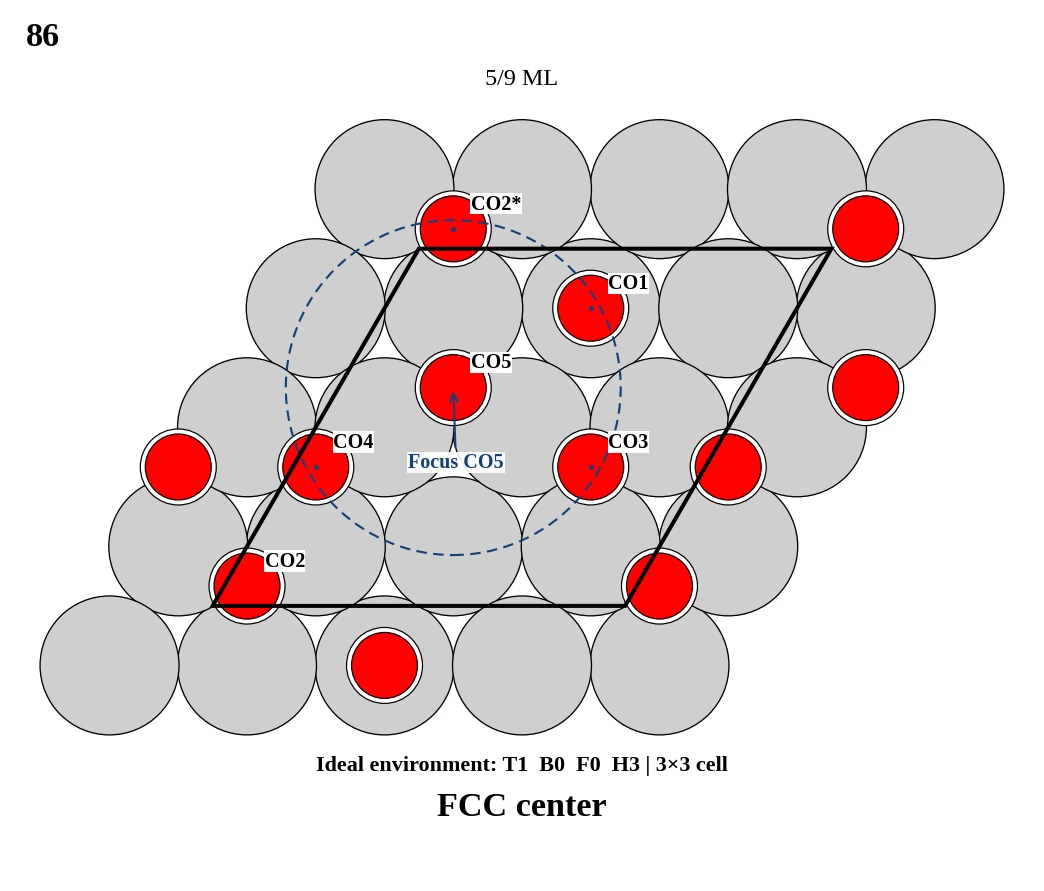 86
5/9 ML
CO2*
CO1
CO5
CO4
CO3
Focus CO5
CO2
Ideal environment: T1  B0  F0  H3 | 3×3 cell
FCC center